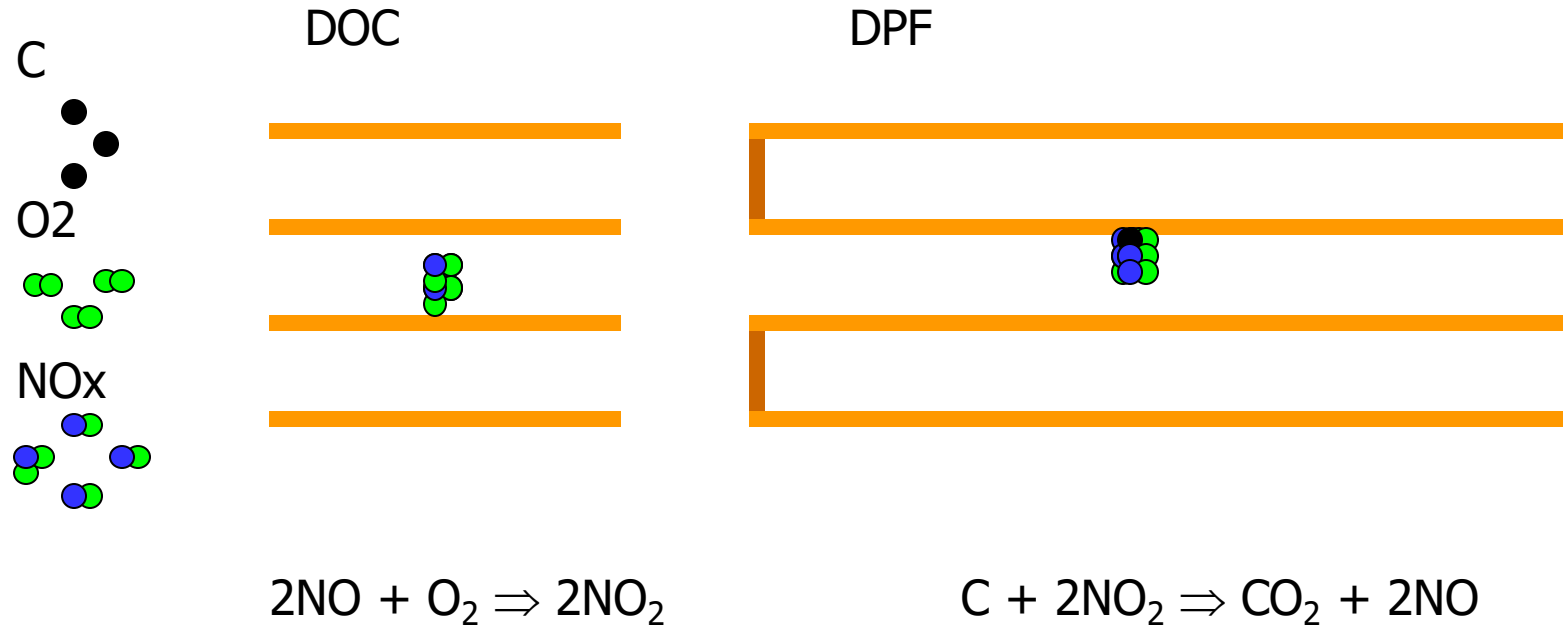 DOC
DPF
C
O2
NOx
2NO + O₂ ⇒ 2NO₂
C + 2NO₂ ⇒ CO₂ + 2NO